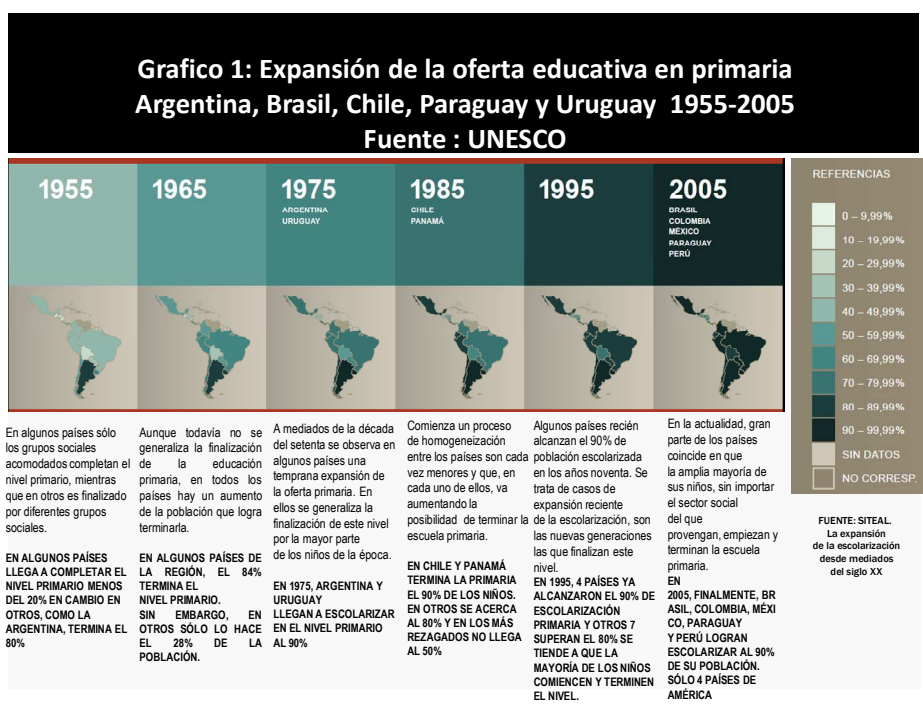 Grafico 1: Expansión de la oferta educativa en primaria
Argentina, Brasil, Chile, Paraguay y Uruguay 1955-2005
Fuente : UNESCO
1955
1965
1975
ARGENTINA
URUGUAY
1985
CHILE
PANAMÁ
1995
2005
BRASIL
COLOMBIA
MÉXICO
PARAGUAY
PERÚ
REFERENCIAS
0 – 9,99%
10 – 19,99%
20 – 29,99%
30 – 39,99%
40 – 49,99%
50 – 59,99%
60 – 69,99%
70 – 79,99%
80 – 89,99%
90 – 99,99%
SIN DATOS
NO CORRESP.
En algunos países sólo
los grupos sociales
acomodados completan el
nivel primario, mientras
que en otros es finalizado
por diferentes grupos
sociales.
EN ALGUNOS PAÍSES
LLEGA A COMPLETAR EL
NIVEL PRIMARIO MENOS
DEL 20% EN CAMBIO EN
OTROS, COMO LA
ARGENTINA, TERMINA EL
80%
Aunque todavía no se
generaliza la finalización
de la educación
primaria, en todos los
países hay un aumento
de la población que logra
terminarla.
EN ALGUNOS PAÍSES DE
LA REGIÓN, EL 84%
TERMINA EL
NIVEL PRIMARIO.
SIN EMBARGO, EN
OTROS SÓLO LO HACE
EL 28% DE LA
POBLACIÓN.
A mediados de la década
del setenta se observa en
algunos países una
temprana expansión de
la oferta primaria. En
ellos se generaliza la
finalización de este nivel
por la mayor parte
de los niños de la época.
EN 1975, ARGENTINA Y
URUGUAY
LLEGAN A ESCOLARIZAR
EN EL NIVEL PRIMARIO
AL 90%
Comienza un proceso
de homogeneización
entre los países son cada
vez menores y que, en
cada uno de ellos, va
aumentando la
posibilidad de terminar la
escuela primaria.
EN CHILE Y PANAMÁ
TERMINA LA PRIMARIA
EL 90% DE LOS NIÑOS.
EN OTROS SE ACERCA
AL 80% Y EN LOS MÁS
REZAGADOS NO LLEGA
AL 50%
Algunos países recién
alcanzan el 90% de
población escolarizada
en los años noventa. Se
trata de casos de
expansión reciente
de la escolarización, son
las nuevas generaciones
las que finalizan este
nivel.
EN 1995, 4 PAÍSES YA
ALCANZARON EL 90% DE
ESCOLARIZACIÓN
PRIMARIA Y OTROS 7
SUPERAN EL 80% SE
TIENDE A QUE LA
MAYORÍA DE LOS NIÑOS
COMIENCEN Y TERMINEN
EL NIVEL.
En la actualidad, gran
parte de los países
coincide en que
la amplia mayoría de
sus niños, sin importar
el sector social
del que
provengan, empiezan y
terminan la escuela
primaria.
EN
2005, FINALMENTE, BR
ASIL, COLOMBIA, MÉXI
CO, PARAGUAY
Y PERÚ LOGRAN
ESCOLARIZAR AL 90%
DE SU POBLACIÓN.
SÓLO 4 PAÍSES DE
AMÉRICA
FUENTE: SITEAL.
La expansión
de la escolarización
desde mediados
del siglo XX